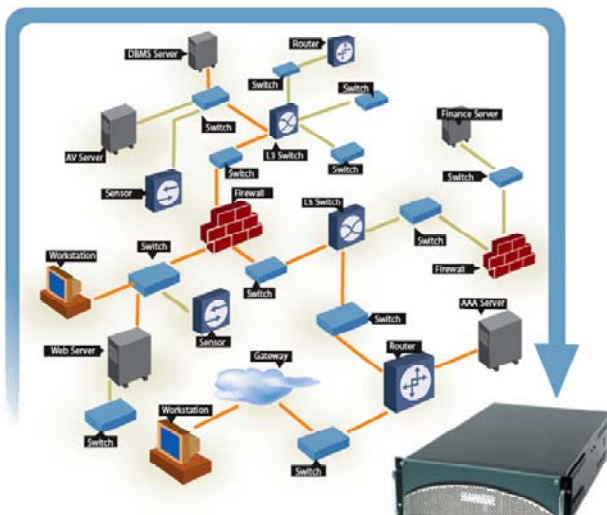 DBMS Server
Router
Switch
Switch
Finance Server
Switch
AV Server
L3 Switch
Switch
Switch
Switch
Sensor
Firewall
L3 Switch
Switch
Workstation
Switch
Switch
Firewall
Switch
AAA Server
Web Server
Sensor
Gateway
Router
Workstation
Switch
Switch